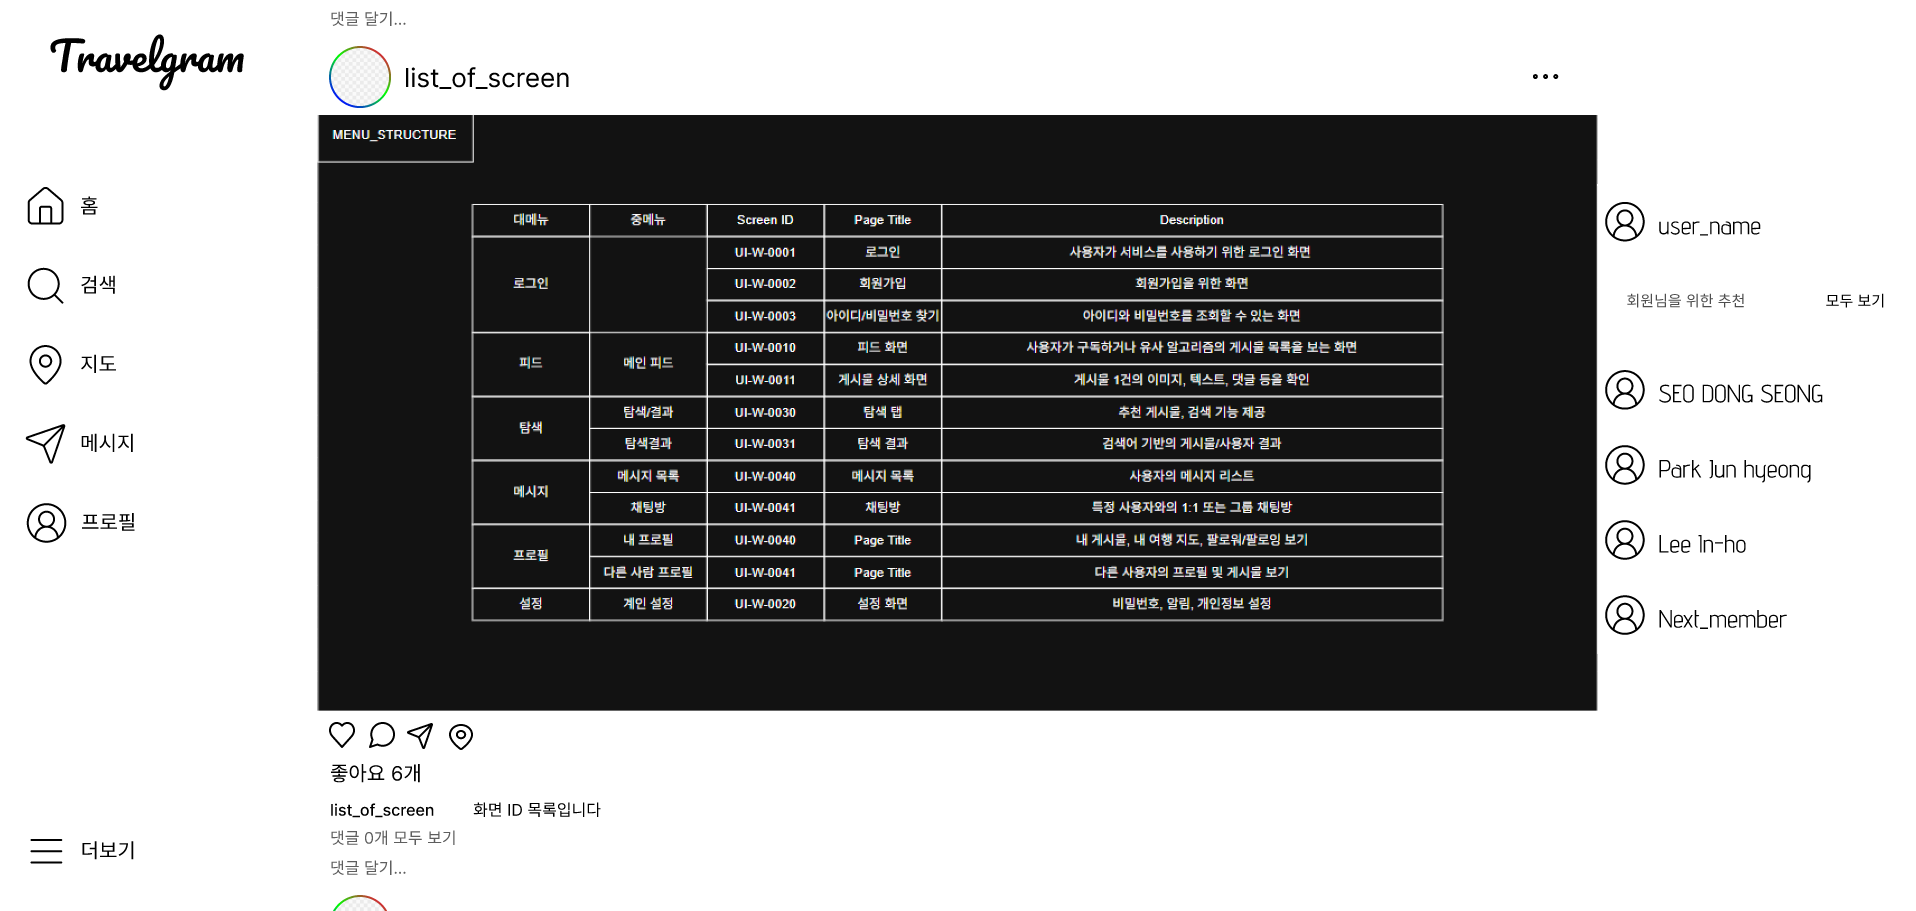 Travelgram
홈
검색
지도
메시지
프로필
더보기
댓글 달기...
list_of_screen
MENU_STRUCTURE
대메뉴 중메뉴 Screen ID Page Title Description
로그인 UI-W-0001 로그인 사용자가 서비스를 사용하기 위한 로그인 화면
UI-W-0002 회원가입 회원가입을 위한 화면
UI-W-0003 아이디/비밀번호 찾기 아이디와 비밀번호를 조회할 수 있는 화면
피드 메인 피드 UI-W-0010 피드 화면 사용자가 구독하거나 유사 알고리즘의 게시물 목록을 보는 화면
UI-W-0011 게시물 상세 화면 게시물 1건의 이미지, 텍스트, 댓글 등을 확인
탐색 탐색/결과 UI-W-0030 탐색 탭 추천 게시물, 검색 기능 제공
탐색결과 UI-W-0031 탐색 결과 검색어 기반의 게시물/사용자 결과
메시지 메시지 목록 UI-W-0040 메시지 목록 사용자의 메시지 리스트
채팅방 UI-W-0041 채팅방 특정 사용자와의 1:1 또는 그룹 채팅방
프로필 내 프로필 UI-W-0040 Page Title 내 게시물, 내 여행 지도, 팔로워/팔로잉 보기
다른 사람 프로필 UI-W-0041 Page Title 다른 사용자의 프로필 및 게시물 보기
설정 계인 설정 UI-W-0020 설정 화면 비밀번호, 알림, 개인정보 설정
좋아요 6개
list_of_screen 화면 ID 목록입니다
댓글 0개 모두 보기
댓글 달기...
user_name
회원님을 위한 추천 모두 보기
SEO DONG SEONG
Park Jun hyeong
Lee In-ho
Next_member